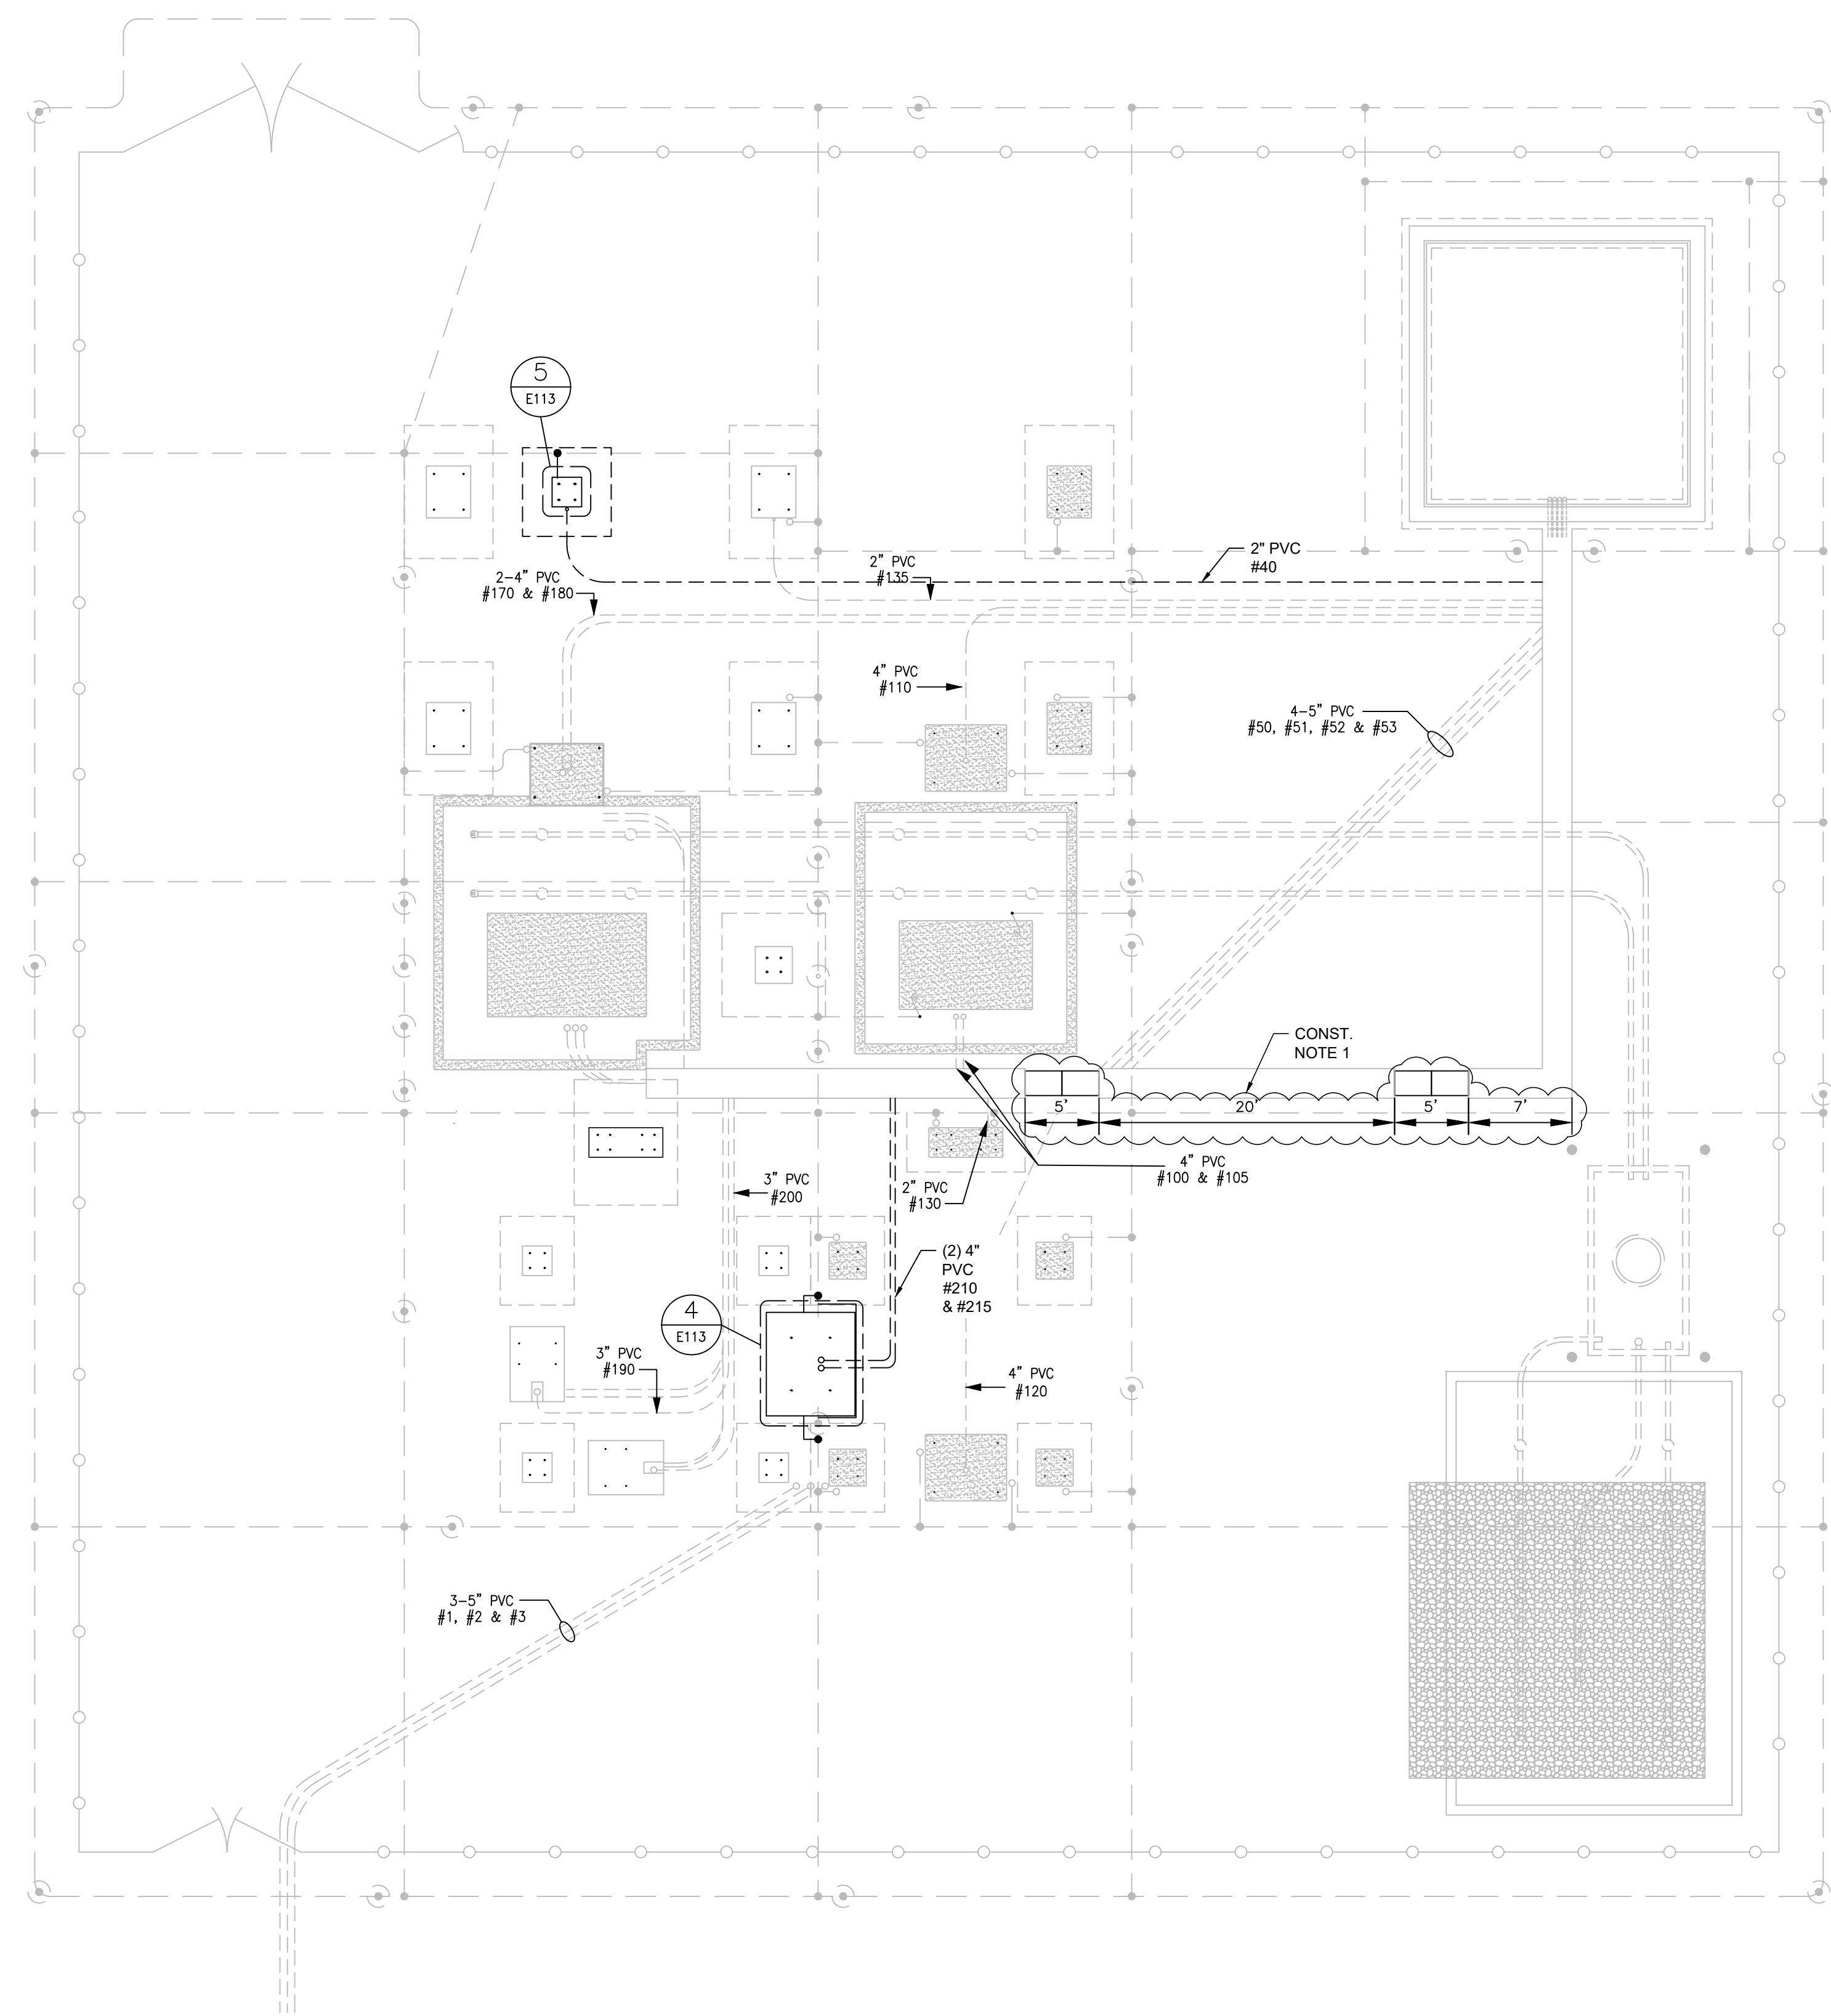 5
E113
2" PVC
#40
2" PVC
#135
2-4" PVC
#170 & #180
4" PVC
#110
4-5" PVC
#50, #51, #52 & #53
CONST.
NOTE 1
5'
20'
5'
7'
4" PVC
#100 & #105
3" PVC
#200
2" PVC
#130
(2) 4"
PVC
#210
& #215
4
E113
3" PVC
#190
4" PVC
#120
3-5" PVC
#1, #2 & #3